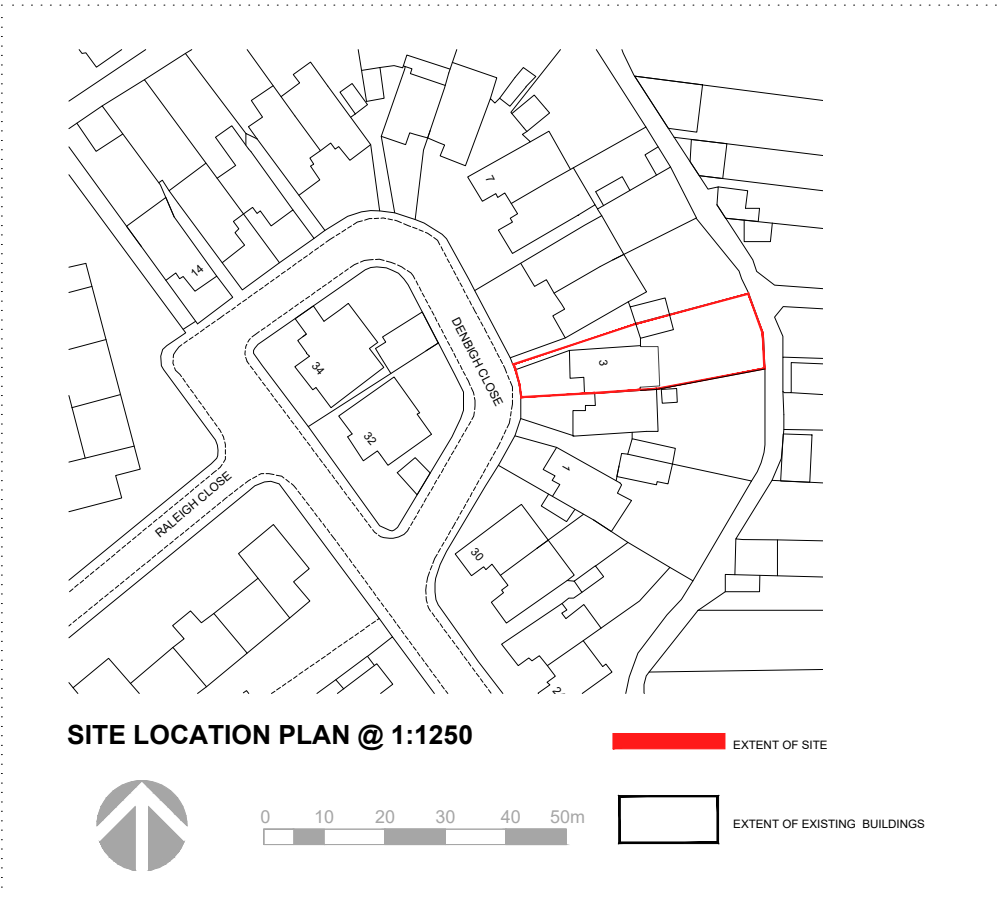 7
14
DENBIGH CLOSE
34
3
32
1
RALEIGH CLOSE
30
SITE LOCATION PLAN @ 1:1250
EXTENT OF SITE
0 10 20 30 40 50m
EXTENT OF EXISTING BUILDINGS